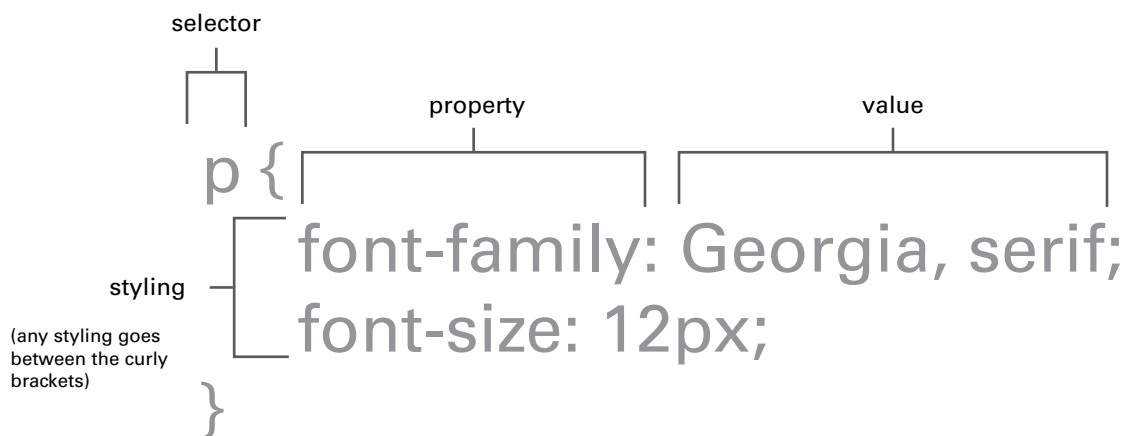 selector
property
value
p {
font-family: Georgia, serif;
styling
font-size: 12px;
(any styling goes
between the curly
brackets)
}